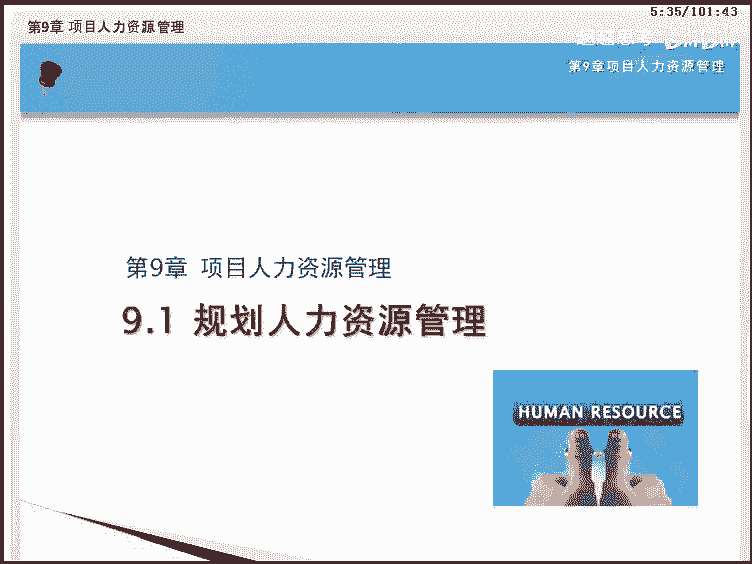 第9章 项目人力资源管理
5:35/101:43
第9章项目人力资源管理
第9章 项目人力资源管理
9.1 规划人力资源管理
HUMAN RESOURCE